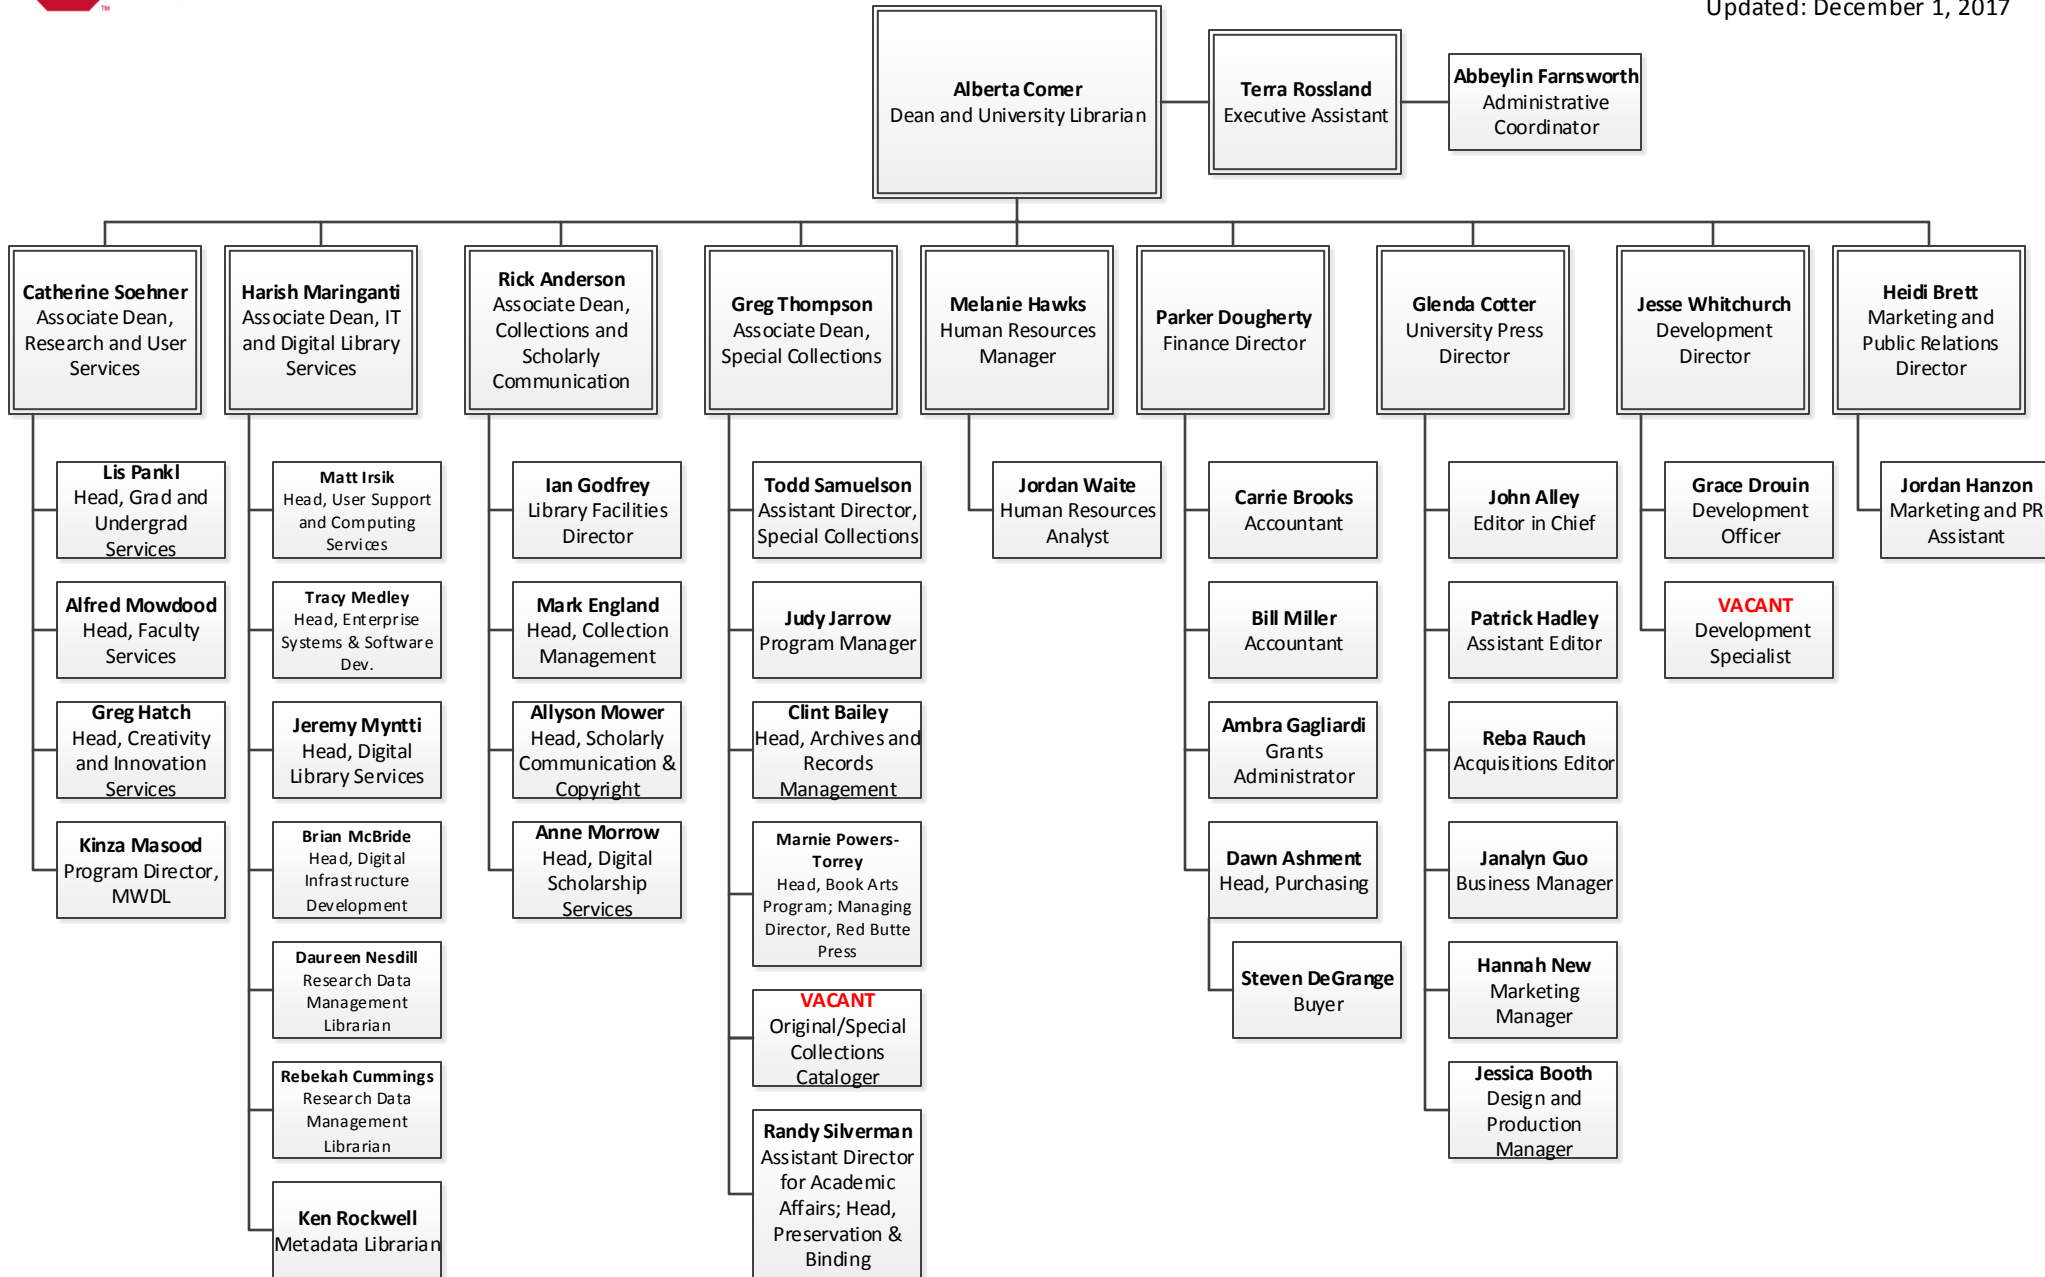 Updated: December 1, 2017
Alberta Comer
Dean and University Librarian
Terra Rossland
Executive Assistant
Abbeylin Farnsworth
Administrative
Coordinator
Catherine Soehner
Associate Dean,
Research and User
Services
Harish Maringanti
Associate Dean, IT
and Digital Library
Services
Rick Anderson
Associate Dean,
Collections and
Scholarly
Communication
Greg Thompson
Associate Dean,
Special Collections
Melanie Hawks
Human Resources
Manager
Parker Dougherty
Finance Director
Glenda Cotter
University Press
Director
Jesse Whitchurch
Development
Director
Heidi Brett
Marketing and
Public Relations
Director
Lis Pankl
Head, Grad and
Undergrad
Services
Alfred Mowdood
Head, Faculty
Services
Greg Hatch
Head, Creativity
and Innovation
Services
Kinza Masood
Program Director,
MWDL
Matt Irsik
Head, User Support
and Computing
Services
Tracy Medley
Head, Enterprise
Systems & Software
Dev.
Jeremy Myntti
Head, Digital
Library Services
Brian McBride
Head, Digital
Infrastructure
Development
Daureen Nesdill
Research Data
Management
Librarian
Rebekah Cummings
Research Data
Management
Librarian
Ken Rockwell
Metadata Librarian
Ian Godfrey
Library Facilities
Director
Mark England
Head, Collection
Management
Allyson Mower
Head, Scholarly
Communication &
Copyright
Anne Morrow
Head, Digital
Scholarship
Services
Todd Samuelson
Assistant Director,
Special Collections
Judy Jarrow
Program Manager
Clint Bailey
Head, Archives and
Records
Management
Marnie Powers-
Torrey
Head, Book Arts
Program; Managing
Director, Red Butte
Press
VACANT
Original/Special
Collections
Cataloger
Randy Silverman
Assistant Director
for Academic
Affairs; Head,
Preservation &
Binding
Jordan Waite
Human Resources
Analyst
Carrie Brooks
Accountant
Bill Miller
Accountant
Ambra Gagliardi
Grants
Administrator
Dawn Ashment
Head, Purchasing
Steven DeGrange
Buyer
John Alley
Editor in Chief
Patrick Hadley
Assistant Editor
Reba Rauch
Acquisitions Editor
Janalyn Guo
Business Manager
Hannah New
Marketing
Manager
Jessica Booth
Design and
Production
Manager
Grace Drouin
Development
Officer
VACANT
Development
Specialist
Jordan Hanzon
Marketing and PR
Assistant